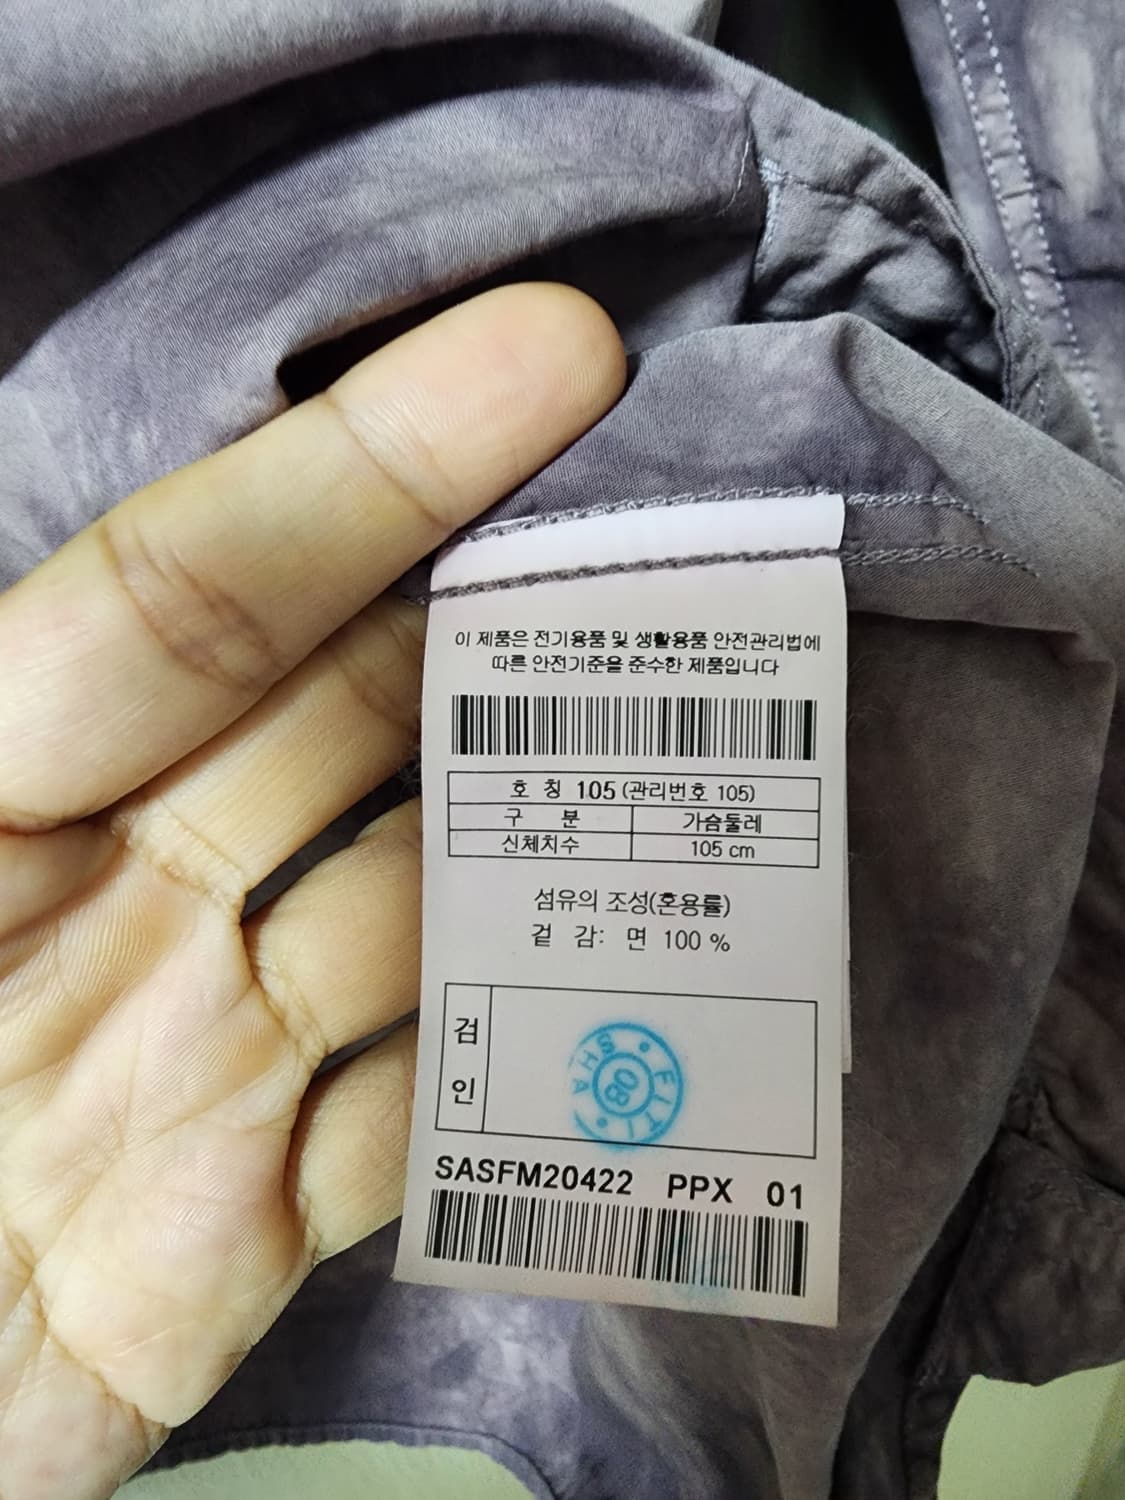 이 제품은 전기용품 및 생활용품 안전관리법에
따른 안전기준을 준수한 제품입니다
호 칭 105 (관리번호 105)
구 분 가슴둘레
신체치수 105 cm
섬유의 조성(혼용률)
겉 감: 면 100 %
검
인
FITI
08
SHA
SASFM20422 PPX 01